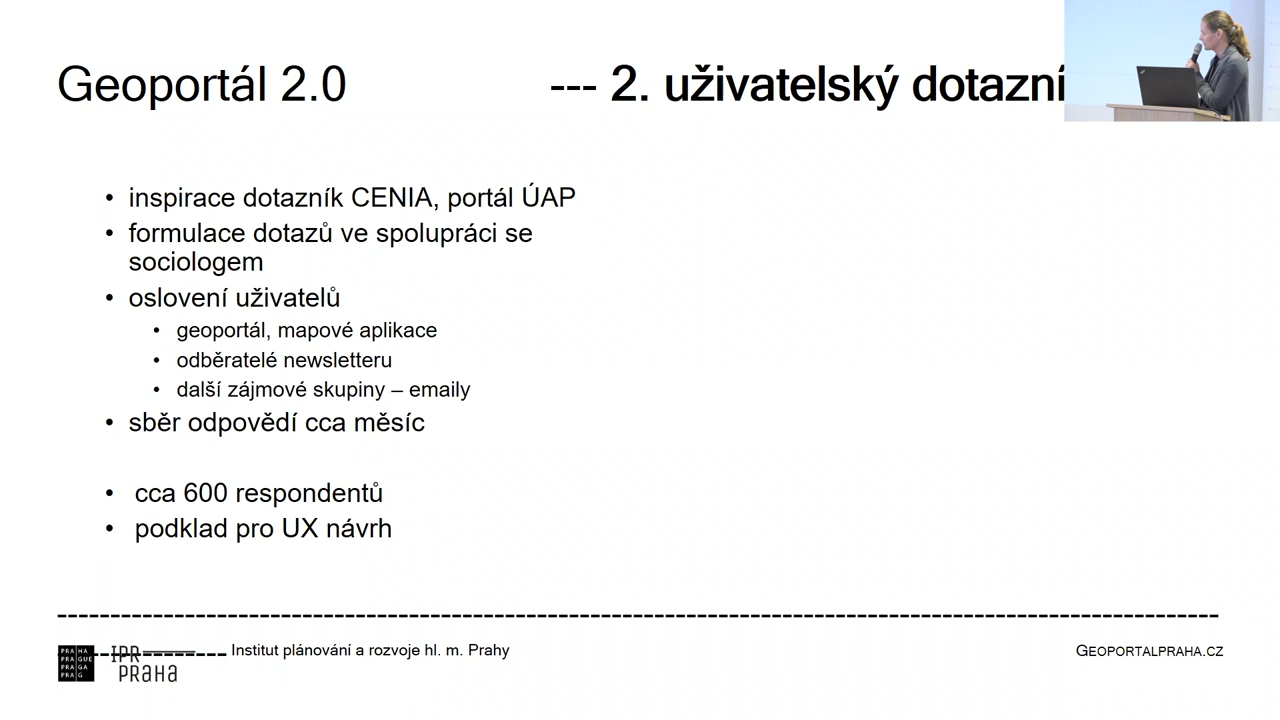 Geoportál 2.0 --- 2. uživatelský dotazní
• inspirace dotazník CENIA, portál ÚAP
• formulace dotazů ve spolupráci se
sociologem
• oslovení uživatelů
• geoportál, mapové aplikace
• odběratelé newsletteru
• další zájmové skupiny – emaily
• sběr odpovědí cca měsíc
• cca 600 respondentů
• podklad pro UX návrh
PRA HA
PRA GUE
PRA GA
PRA G
IPR
PRAHA
Institut plánování a rozvoje hl. m. Prahy
GEOPORTALPRAHA.CZ